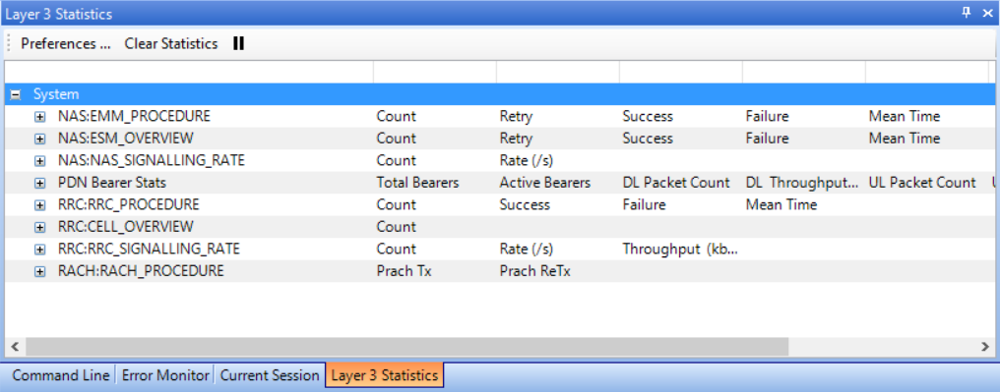 Layer 3 Statistics
Preferences ... Clear Statistics
System
NAS:EMM_PROCEDURE Count Retry Success Failure Mean Time
NAS:ESM_OVERVIEW Count Retry Success Failure Mean Time
NAS:NAS_SIGNALLING_RATE Count Rate (/s)
PDN Bearer Stats Total Bearers Active Bearers DL Packet Count DL Throughput... UL Packet Count
RRC:RRC_PROCEDURE Count Success Failure Mean Time
RRC:CELL_OVERVIEW Count
RRC:RRC_SIGNALLING_RATE Count Rate (/s) Throughput (kb...
RACH:RACH_PROCEDURE Prach Tx Prach ReTx
Command Line Error Monitor Current Session Layer 3 Statistics